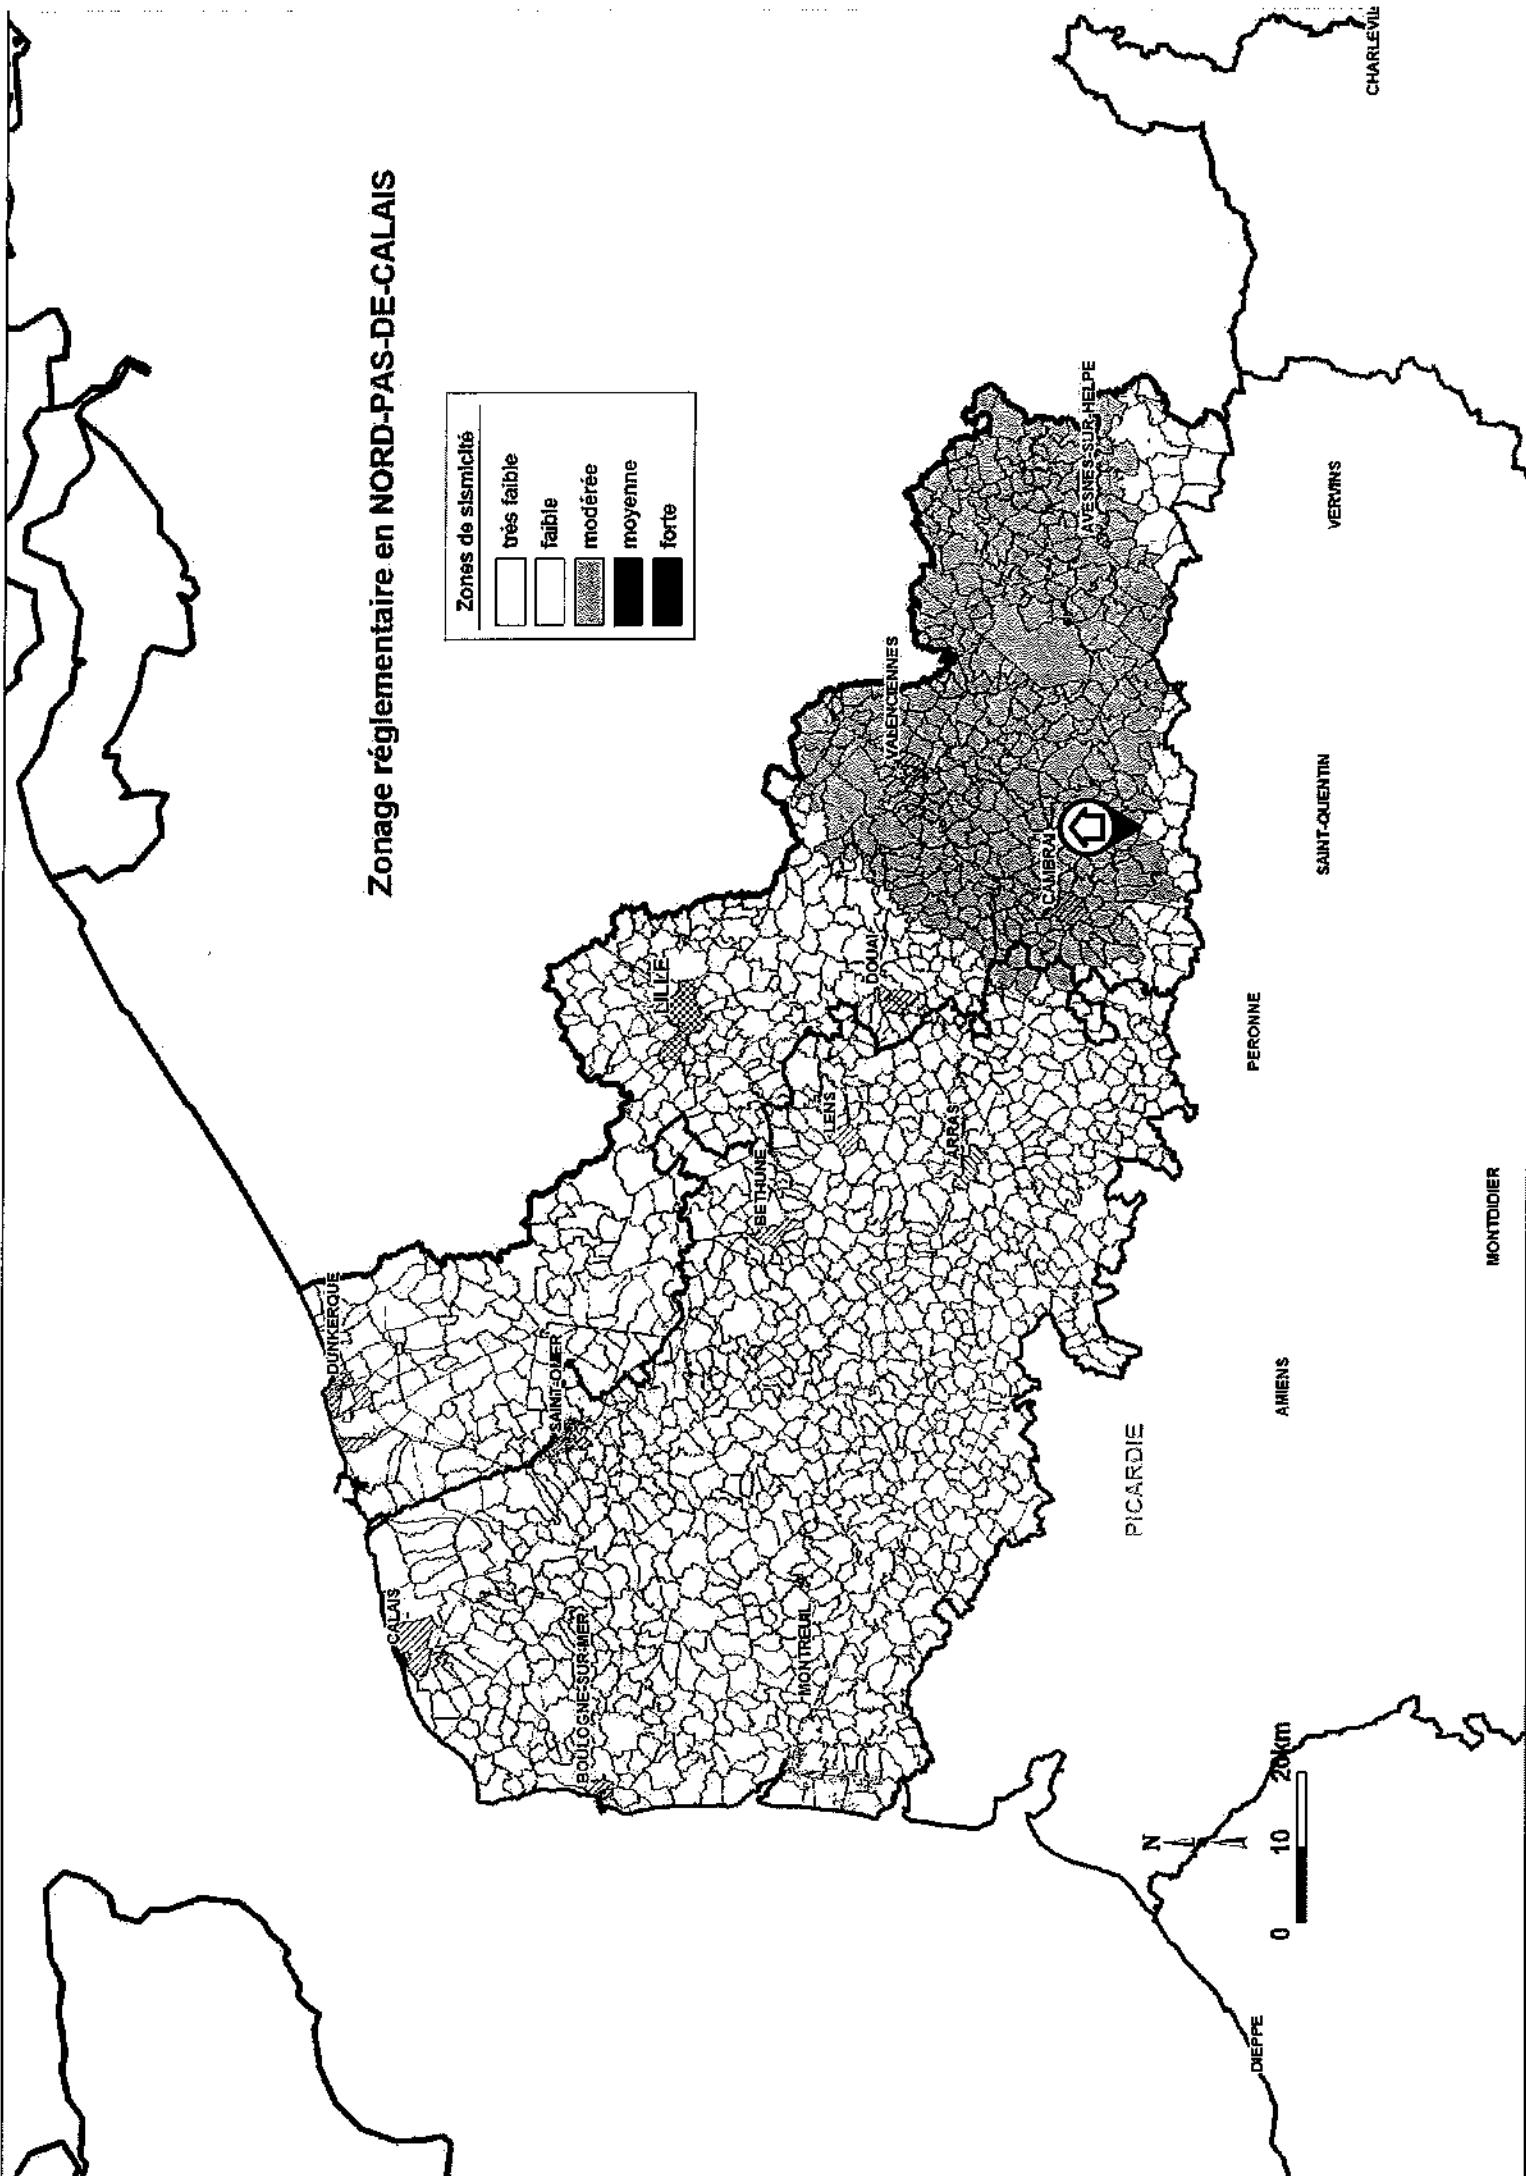 Zonage réglementaire en NORD-PAS-DE-CALAIS
Zones de sismicité
très faible
faible
modérée
moyenne
forte
DUNKERQUE
CALAIS
SAINT-OMER
BOULOGNE-SUR-MER
LILLE
BETHUNE
MONTREUIL
LENS
DOUAI
VALENCIENNES
ARRAS
CAMBRAI
AVESNES-SUR-HELPE
PICARDIE
AMIENS
PERONNE
SAINT-QUENTIN
VERVINS
MONTDIDIER
DIEPPE
N
0 10 20km